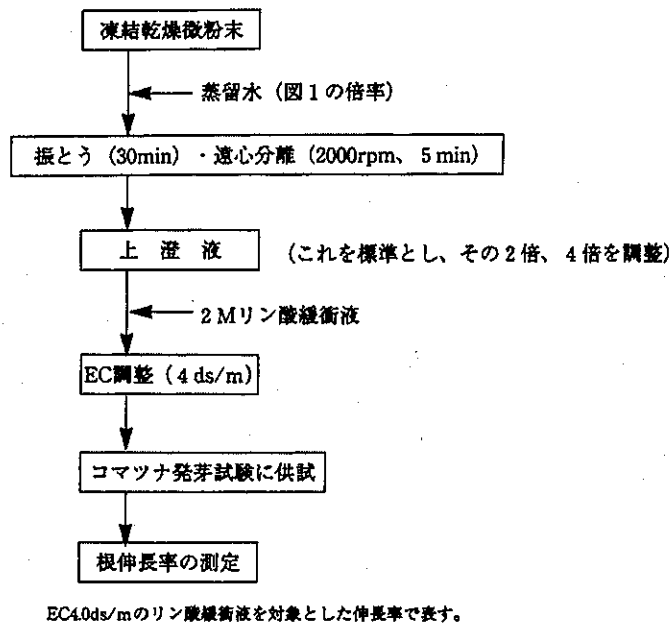 凍結乾燥微粉末
蒸留水（図１の倍率）
振とう（30min）・遠心分離（2000rpm、５min）
上　澄　液　（これを標準とし、その２倍、４倍を調整）
２Ｍリン酸緩衝液
EC調整（４ds/m）
コマツナ発芽試験に供試
根伸長率の測定
EC4.0ds/mのリン酸緩衝液を対象とした伸長率で表す。